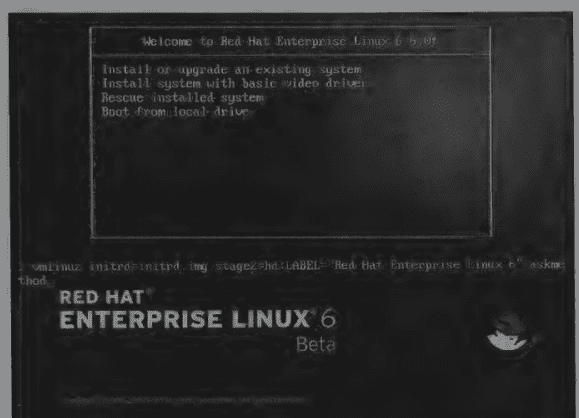 Welcome to Red Hat Enterprise Linux 6 6.0!
Install or upgrade an existing system
Install system with basic video driver
Rescue installed system
Boot from local drive
vmlinuz initrd=initrd.img stage2=hd:LABEL="Red Hat Enterprise Linux 6" askme
thod
RED HAT
ENTERPRISE LINUX 6
Beta